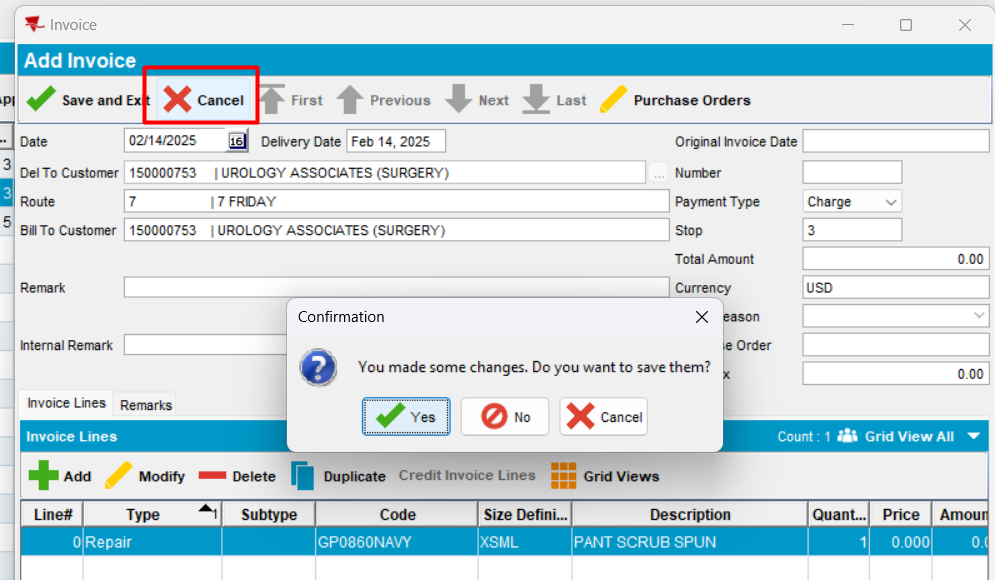 Invoice
Add Invoice
App
Save and Exit Cancel First Previous Next Last Purchase Orders
Date 02/14/2025 16 Delivery Date Feb 14, 2025 Original Invoice Date
...
3 Del To Customer 150000753 | UROLOGY ASSOCIATES (SURGERY) ... Number
3 Route 7 | 7 FRIDAY Payment Type Charge
5 Bill To Customer 150000753 | UROLOGY ASSOCIATES (SURGERY) Stop 3
Total Amount 0.00
Remark Currency USD
Confirmation
eason
Internal Remark
e Order
You made some changes. Do you want to save them?
x 0.00
Yes No Cancel
Invoice Lines Remarks
Invoice Lines Count : 1 Grid View All
Add Modify Delete Duplicate Credit Invoice Lines Grid Views
Line# Type 1 Subtype Code Size Defini... Description Quant... Price Amoun
0 Repair GP0860NAVY XSML PANT SCRUB SPUN 1 0.000 0.0